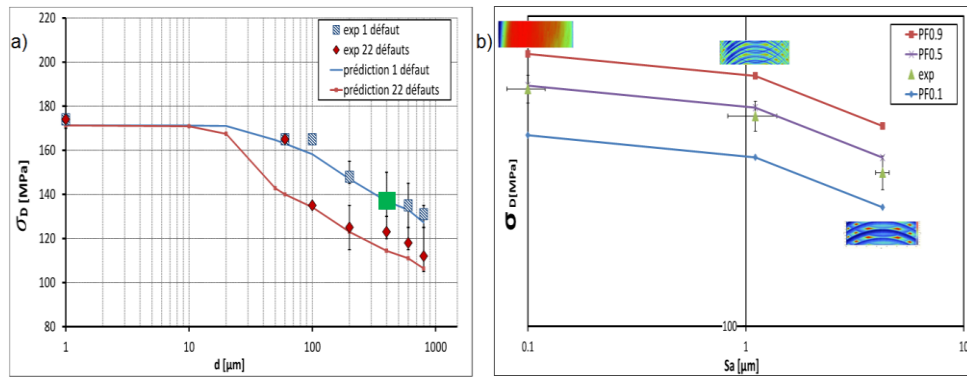 a)
200
180
160
140
120
100
80
σD [MPa]
1
10
100
1000
d [µm]
exp 1 défaut
exp 22 défauts
prédiction 1 défaut
prédiction 22 défauts
b)
σD [MPa]
PF0.9
PF0.5
exp
PF0.1
100
0.1
1
10
Sa [µm]